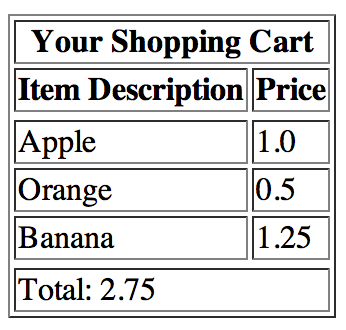 Your Shopping Cart
Item Description Price
Apple 1.0
Orange 0.5
Banana 1.25
Total: 2.75